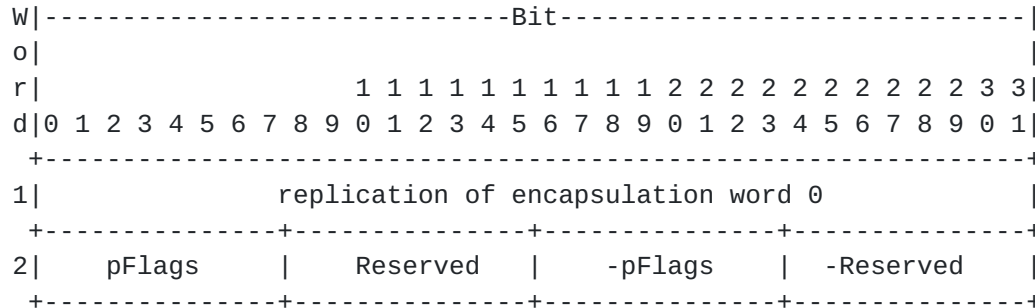 W|------------------------------Bit------------------------------|
o|                                                               |
r|                    1 1 1 1 1 1 1 1 1 1 2 2 2 2 2 2 2 2 2 2 3 3|
d|0 1 2 3 4 5 6 7 8 9 0 1 2 3 4 5 6 7 8 9 0 1 2 3 4 5 6 7 8 9 0 1|
 +---------------------------------------------------------------+
1|               replication of encapsulation word 0             |
 +---------------+---------------+---------------+---------------+
2|    pFlags     |    Reserved   |    -pFlags    |  -Reserved    |
 +---------------+---------------+---------------+---------------+